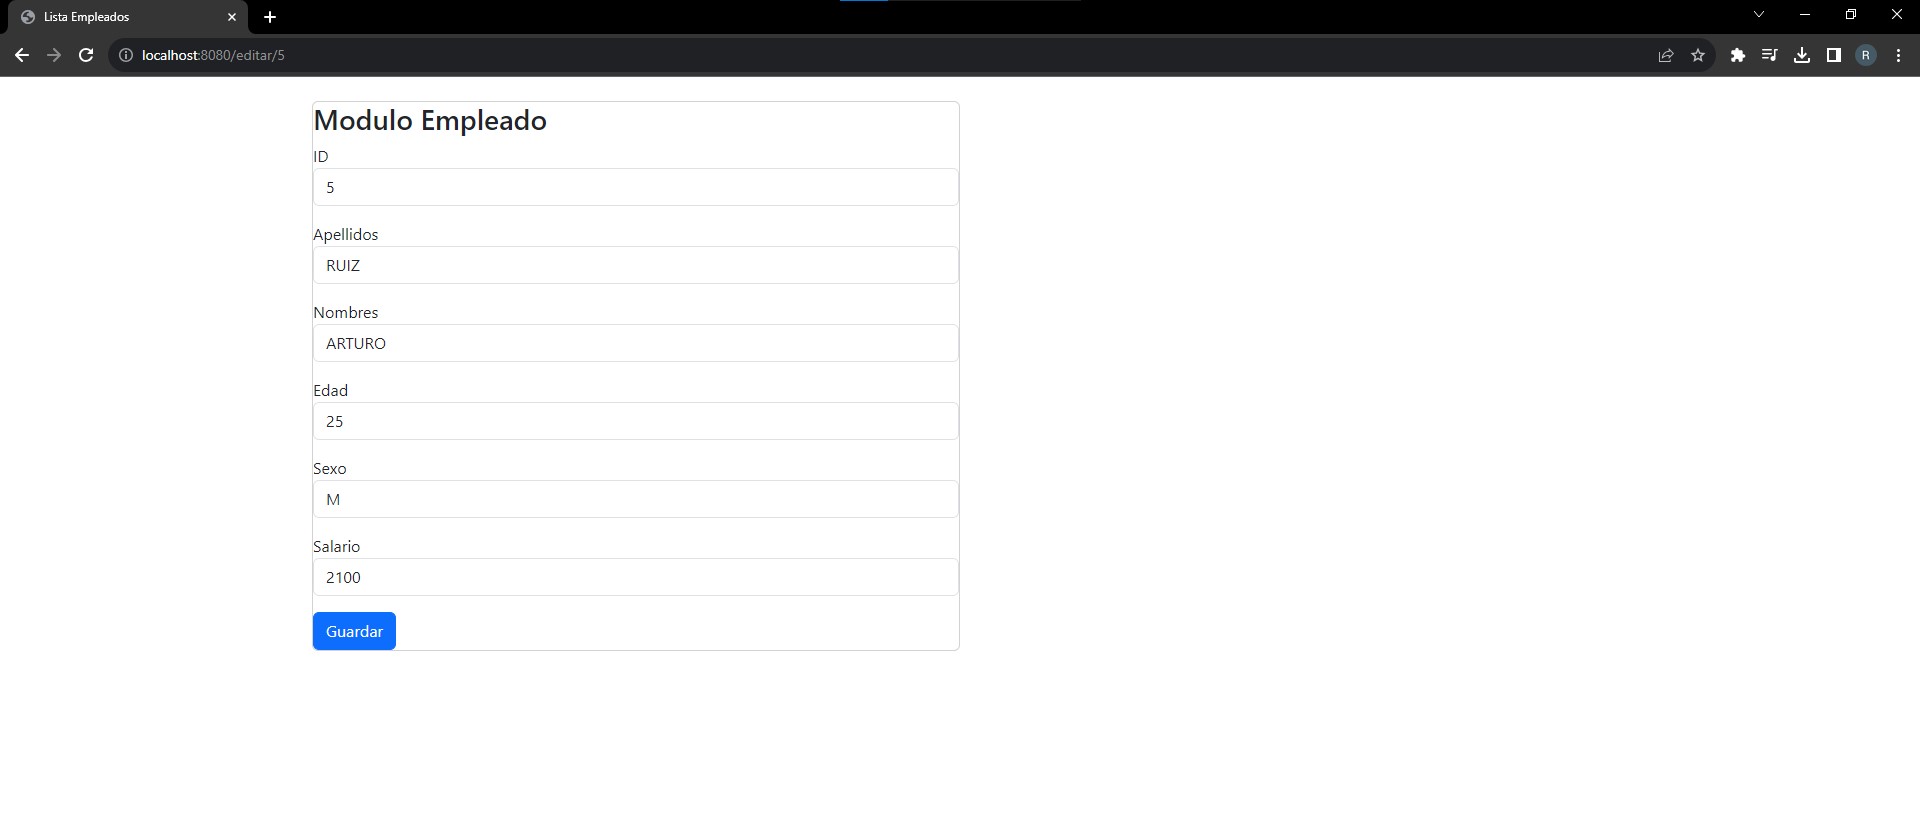 Lista Empleados
localhost:8080/editar/5
R
Modulo Empleado
ID
5
Apellidos
RUIZ
Nombres
ARTURO
Edad
25
Sexo
M
Salario
2100
Guardar